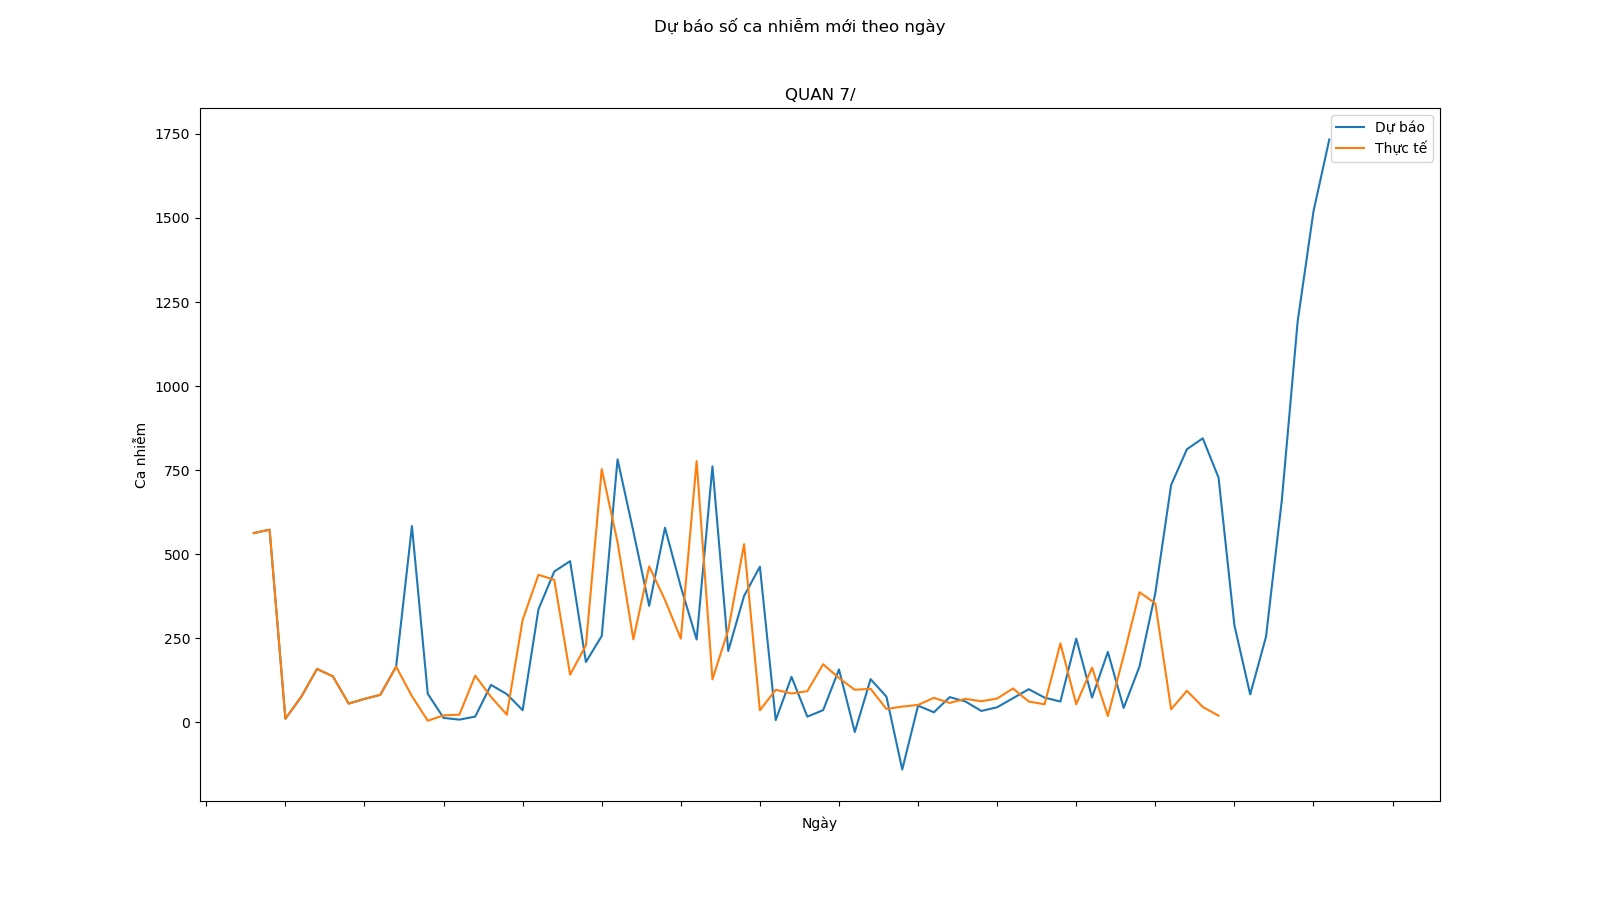 Dự báo số ca nhiễm mới theo ngày
QUAN 7/
Dự báo
Thực tế
1750
1500
1250
1000
750
500
250
0
Ca nhiễm
Ngày